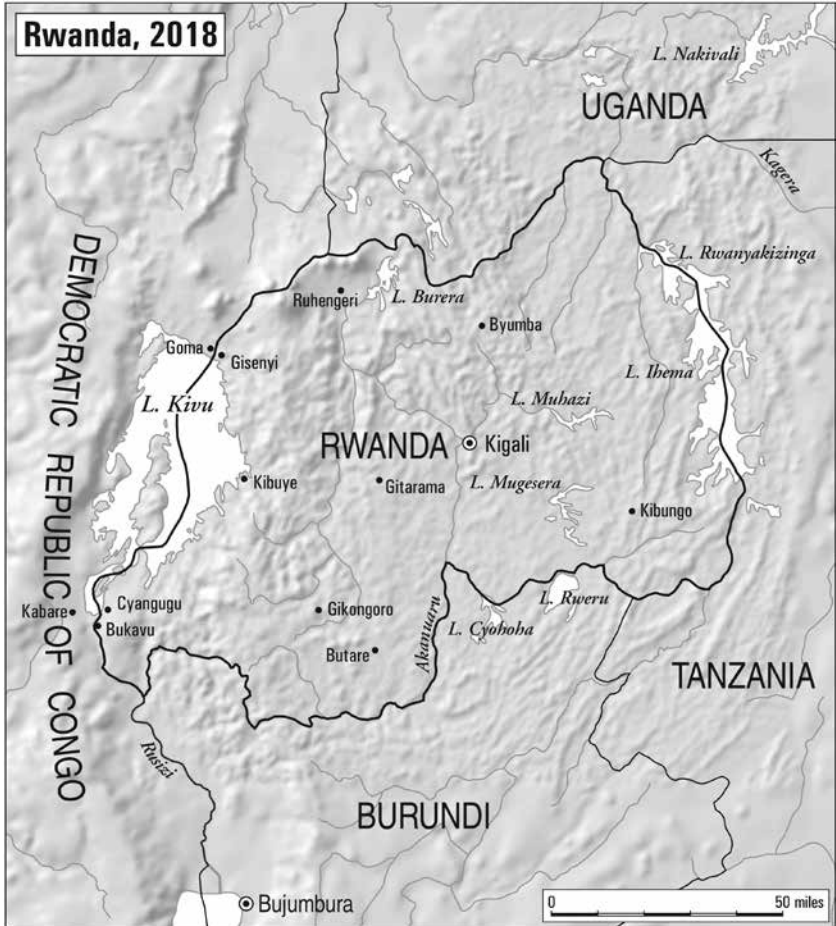 Rwanda, 2018
L. Nakivali
UGANDA
Kagera
L. Rwanyakizinga
Ruhengeri
L. Burera
Byumba
Goma
Gisenyi
L. Ihema
L. Kivu
L. Muhazi
RWANDA
Kigali
Kibuye
Gitarama
L. Mugesera
Kibungo
DEMOCRATIC REPUBLIC OF CONGO
Kabare
Cyangugu
Bukavu
Gikongoro
Butare
Akanuaru
L. Cyohoha
L. Rweru
TANZANIA
Rusizi
BURUNDI
Bujumbura
0 50 miles